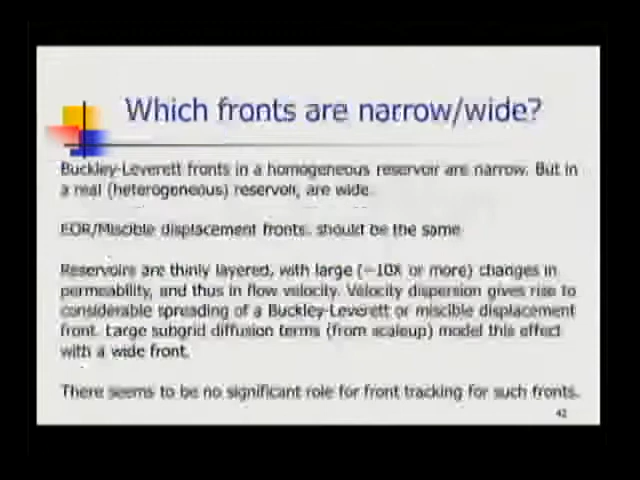 Which fronts are narrow/wide?
Buckley-Leverett fronts in a homogeneous reservoir are narrow. But in
a real (heterogeneous) reservoir, are wide.
EOR/Miscible displacement fronts. should be the same
Reservoirs are thinly layered, with large (~10X or more) changes in
permeability, and thus in flow velocity. Velocity dispersion gives rise to
considerable spreading of a Buckley-Leverett or miscible displacement
front. Large subgrid diffusion terms (from scaleup) model this effect
with a wide front.
There seems to be no significant role for front tracking for such fronts.
42